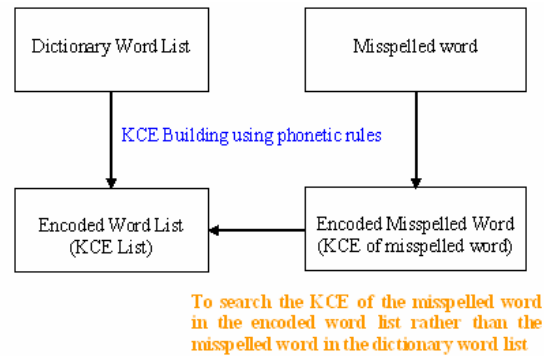 Dictionary Word List
Misspelled word
KCE Building using phonetic rules
Encoded Word List
(KCE List)
Encoded Misspelled Word
(KCE of misspelled word)
To search the KCE of the misspelled word
in the encoded word list rather than the
misspelled word in the dictionary word list